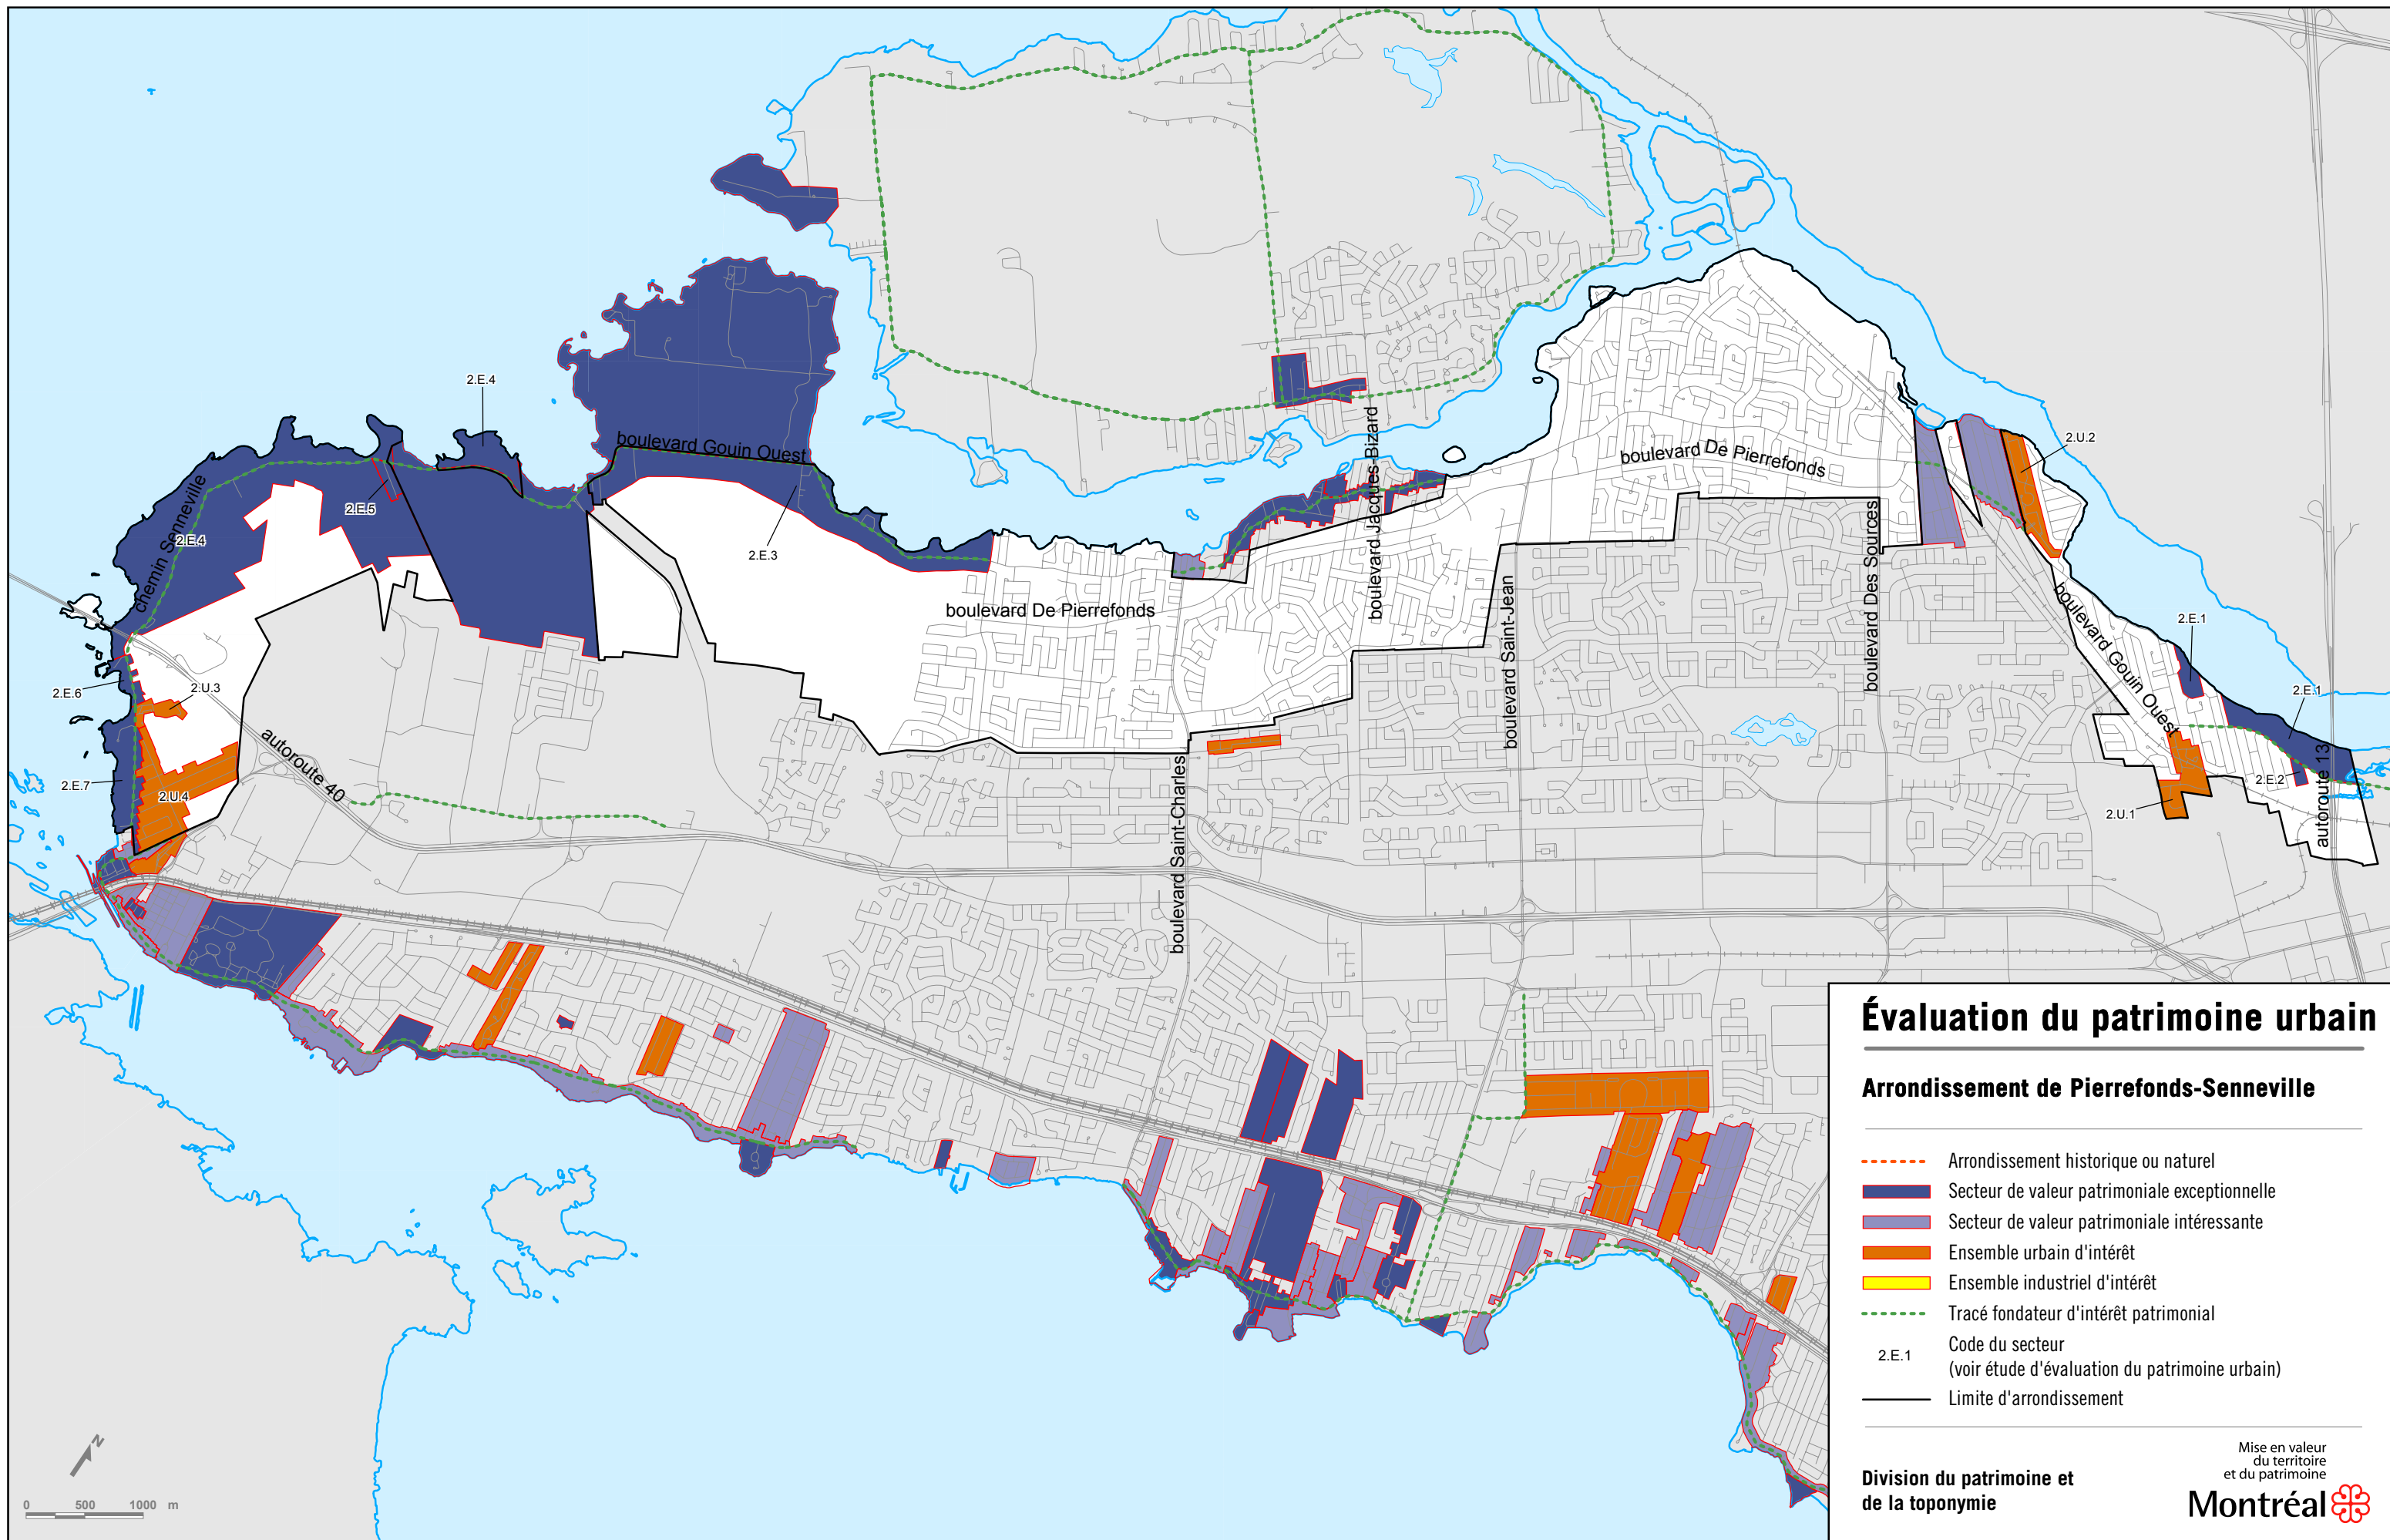 2.E.4
boulevard Gouin Ouest
boulevard Jacques-Bizard
boulevard De Pierrefonds
2.U.2
chemin Senneville
2.E.5
2.E.4
2.E.3
boulevard De Pierrefonds
boulevard Saint-Jean
boulevard Des Sources
boulevard Gouin Ouest
2.E.1
2.E.6
2.U.3
2.E.1
autoroute 40
2.E.7
2.U.4
2.E.2
2.U.1
autoroute 13
boulevard Saint-Charles
Évaluation du patrimoine urbain
Arrondissement de Pierrefonds-Senneville
Arrondissement historique ou naturel
Secteur de valeur patrimoniale exceptionnelle
Secteur de valeur patrimoniale intéressante
Ensemble urbain d'intérêt
Ensemble industriel d'intérêt
Tracé fondateur d'intérêt patrimonial
2.E.1
Code du secteur
(voir étude d'évaluation du patrimoine urbain)
Limite d'arrondissement
Division du patrimoine et
de la toponymie
Mise en valeur
du territoire
et du patrimoine
Montréal
N
0 500 1000 m